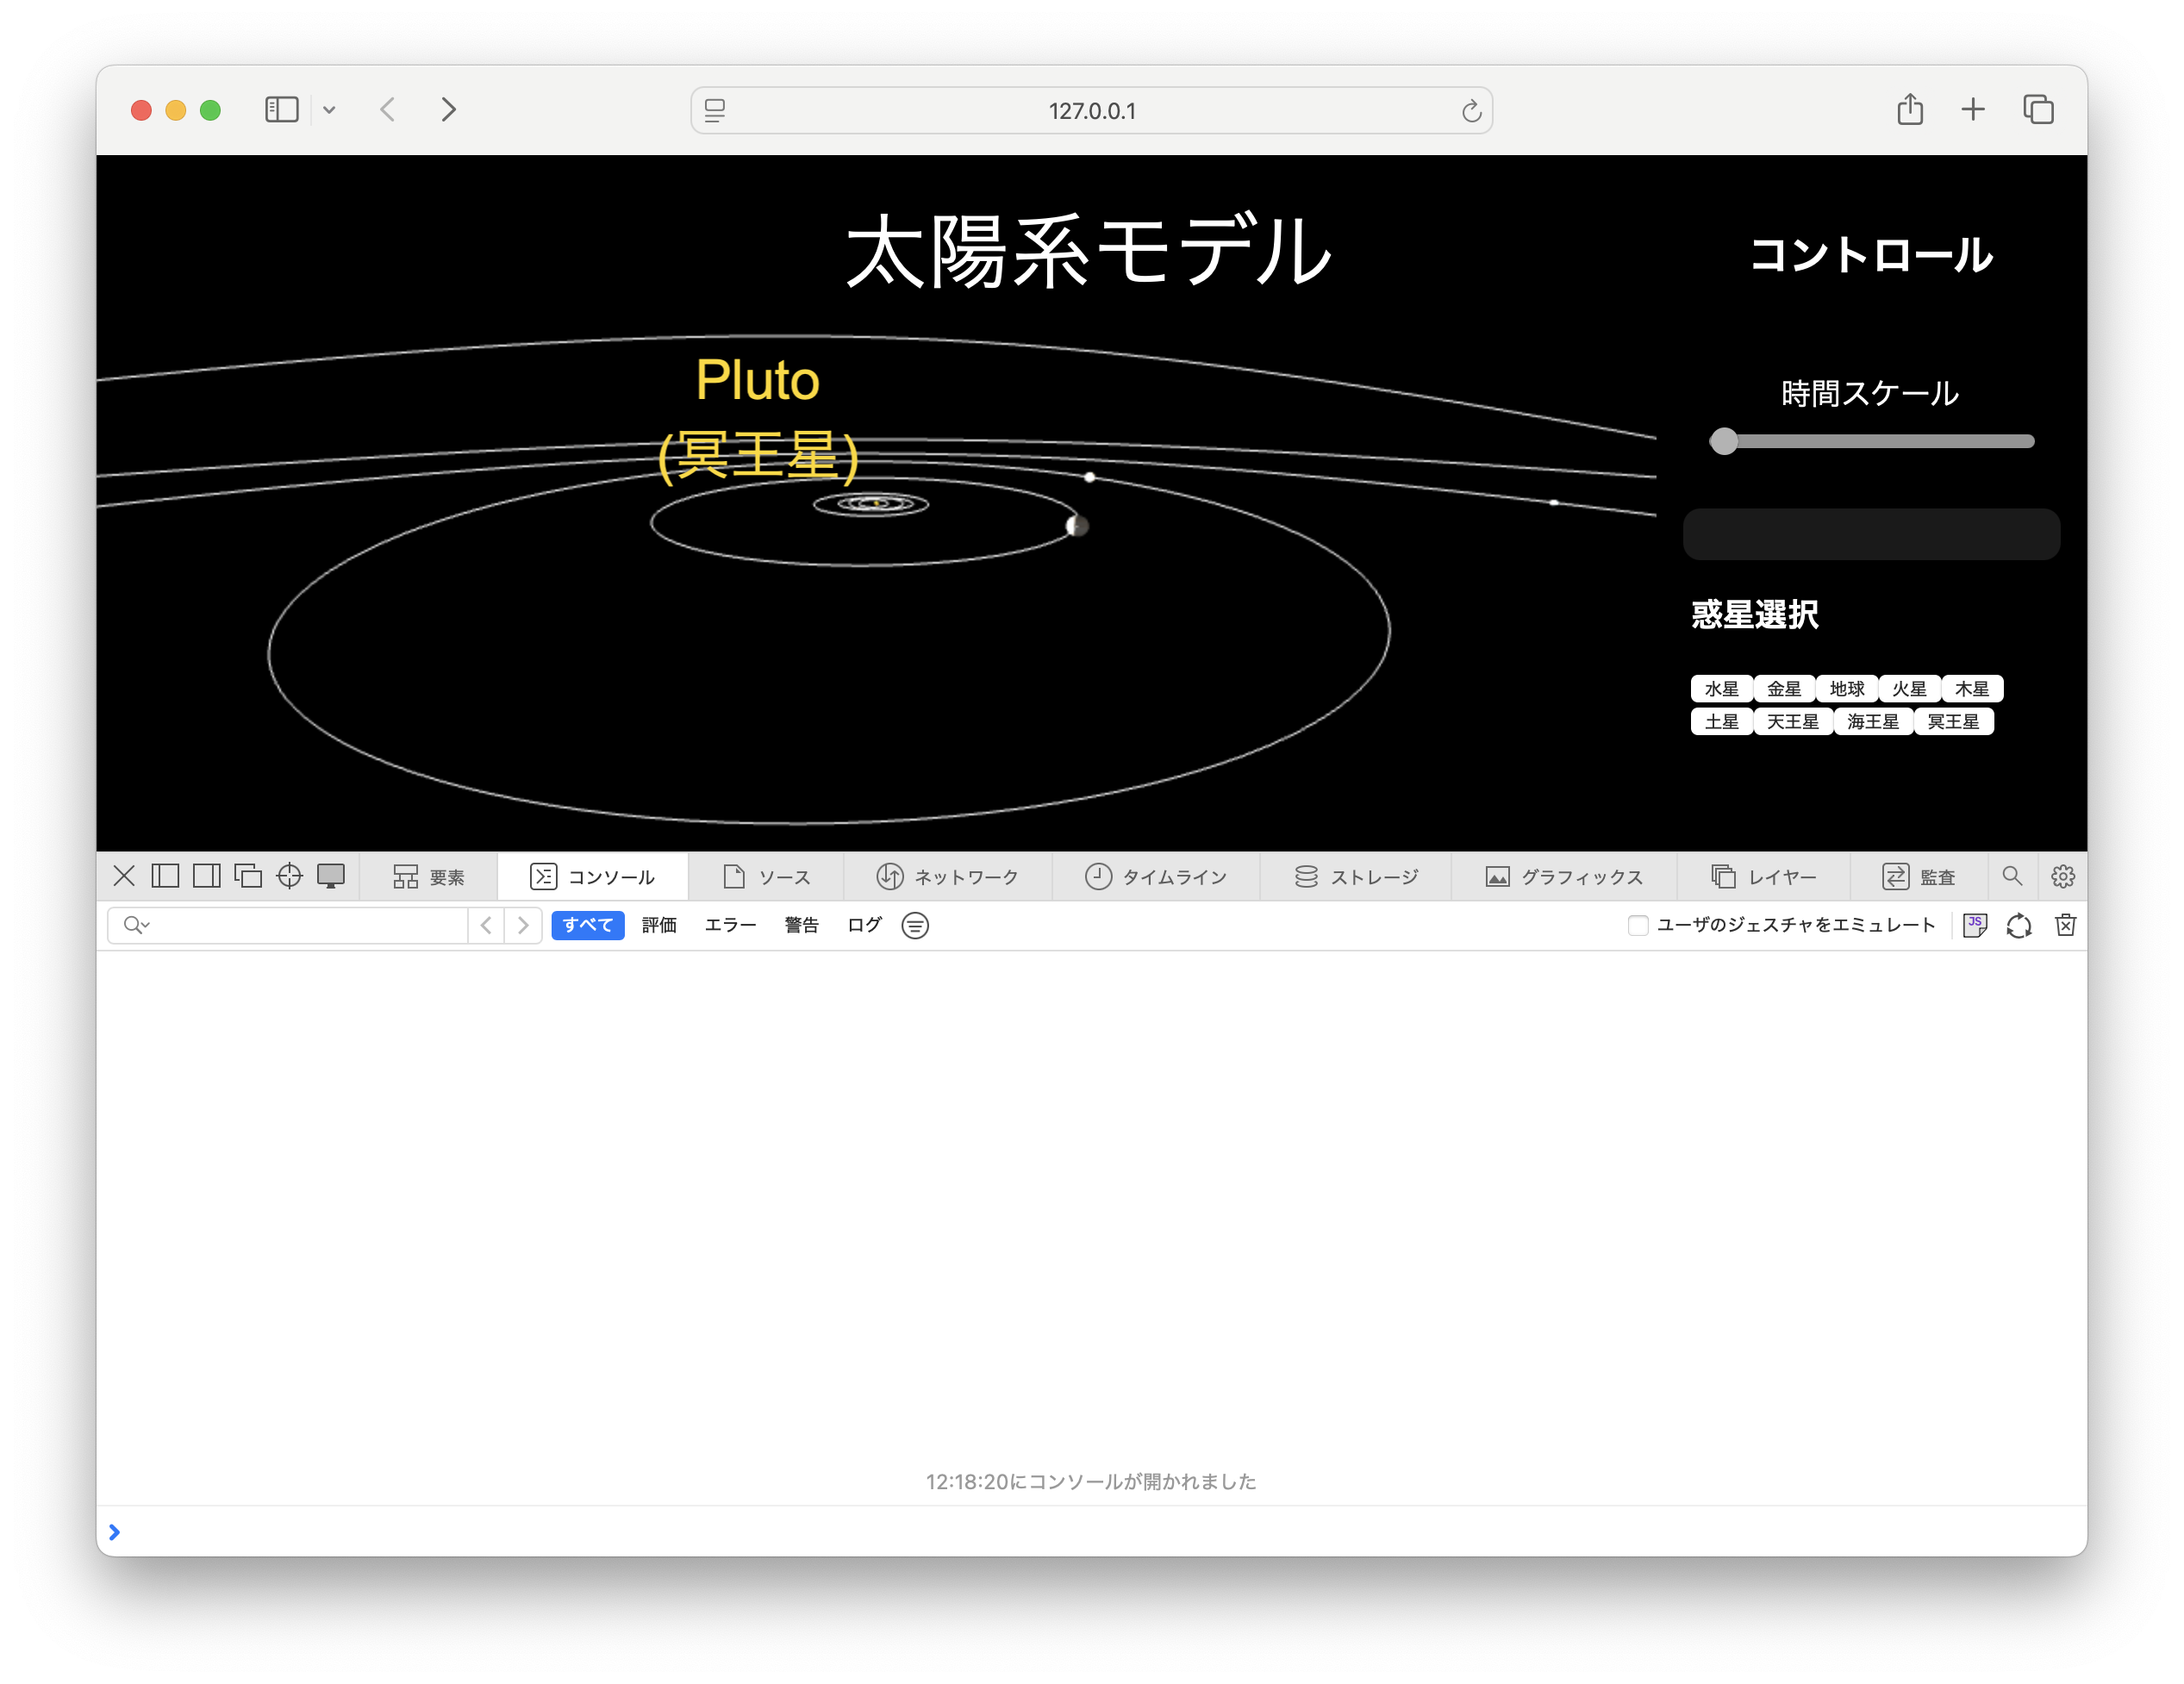 127.0.0.1
太陽系モデル
コントロール
Pluto
(冥王星)
時間スケール
惑星選択
水星 金星 地球 火星 木星
土星 天王星 海王星 冥王星
要素 コンソール ソース ネットワーク タイムライン ストレージ グラフィックス レイヤー 監査
すべて 評価 エラー 警告 ログ ユーザのジェスチャをエミュレート JS
12:18:20にコンソールが開かれました